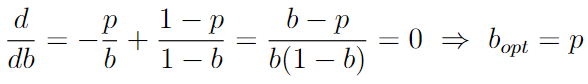 d/db = −p/b + (1 − p)/(1 − b) = (b − p)/(b(1 − b)) = 0 ⇒ b_opt = p